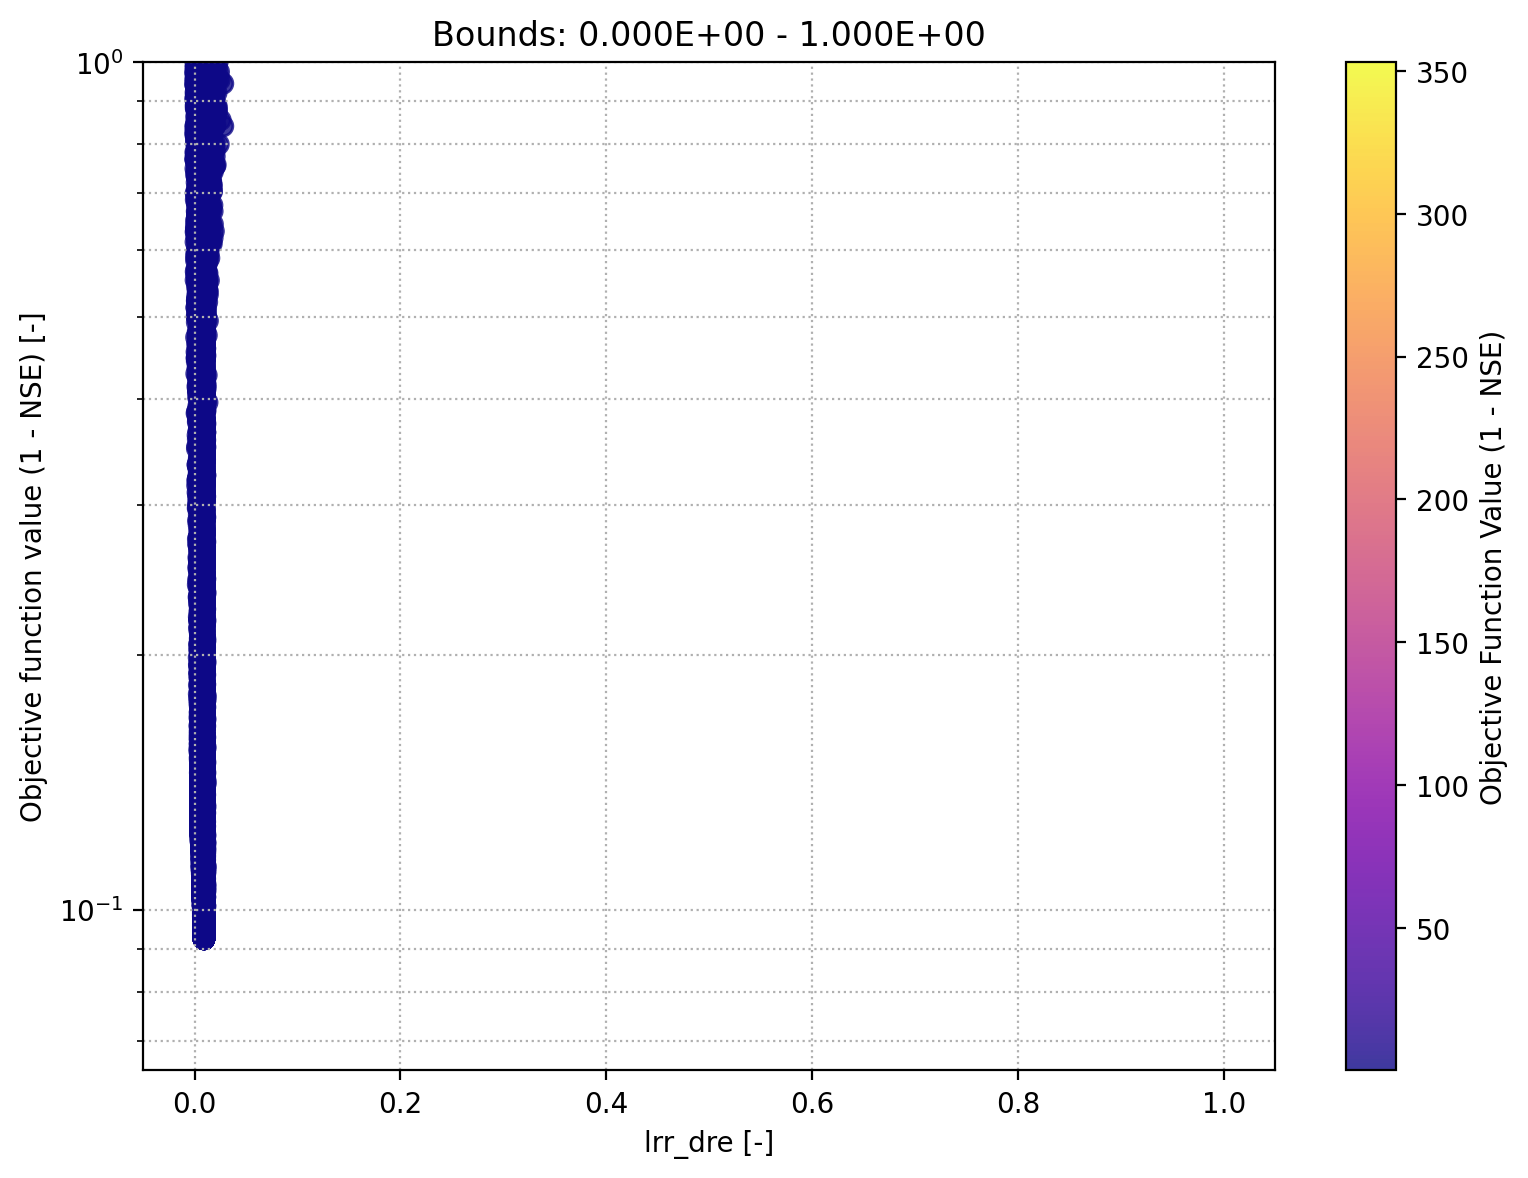 Bounds: 0.000E+00 - 1.000E+00
10^0
10^-1
Objective function value (1 - NSE) [-]
0.0 0.2 0.4 0.6 0.8 1.0
lrr_dre [-]
350
300
250
200
150
100
50
Objective Function Value (1 - NSE)